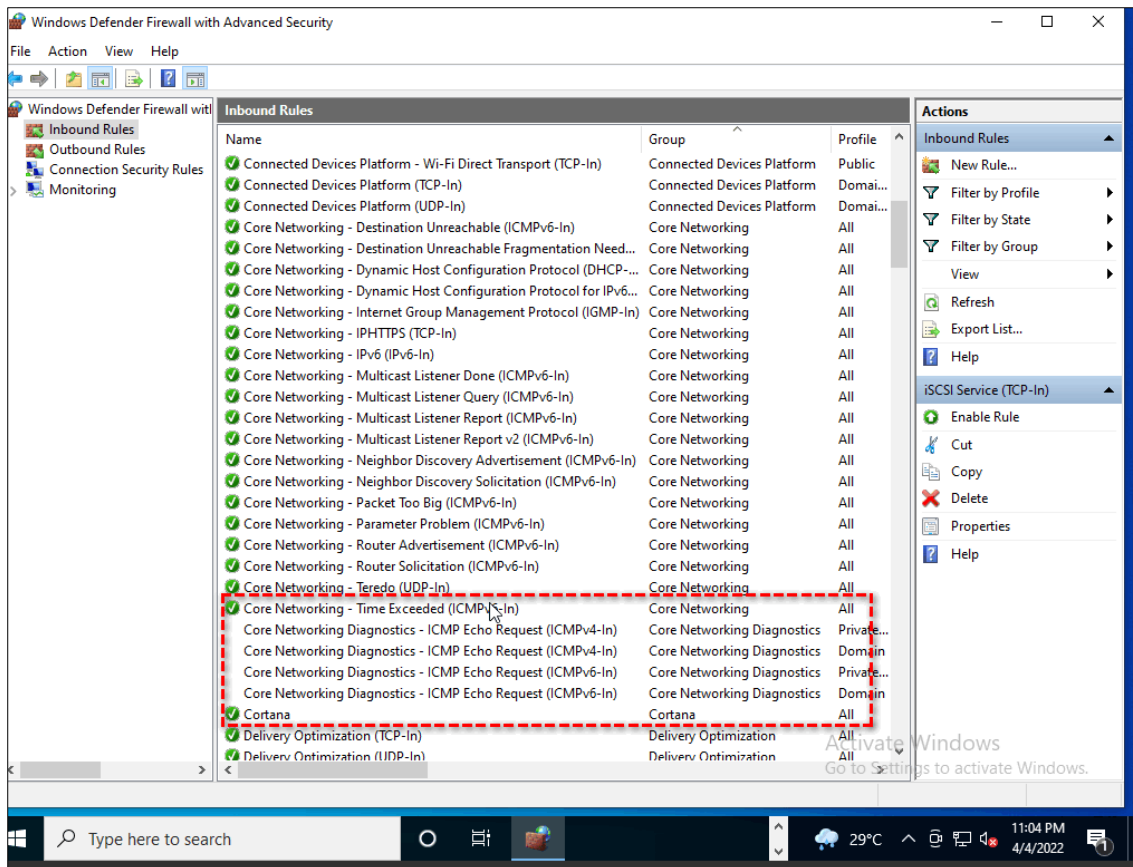 Windows Defender Firewall with Advanced Security
File Action View Help
Windows Defender Firewall with
Inbound Rules
Outbound Rules
Connection Security Rules
Monitoring
Inbound Rules
Name Group Profile
Connected Devices Platform - Wi-Fi Direct Transport (TCP-In) Connected Devices Platform Public
Connected Devices Platform (TCP-In) Connected Devices Platform Domai...
Connected Devices Platform (UDP-In) Connected Devices Platform Domai...
Core Networking - Destination Unreachable (ICMPv6-In) Core Networking All
Core Networking - Destination Unreachable Fragmentation Need... Core Networking All
Core Networking - Dynamic Host Configuration Protocol (DHCP-... Core Networking All
Core Networking - Dynamic Host Configuration Protocol for IPv6... Core Networking All
Core Networking - Internet Group Management Protocol (IGMP-In) Core Networking All
Core Networking - IPHTTPS (TCP-In) Core Networking All
Core Networking - IPv6 (IPv6-In) Core Networking All
Core Networking - Multicast Listener Done (ICMPv6-In) Core Networking All
Core Networking - Multicast Listener Query (ICMPv6-In) Core Networking All
Core Networking - Multicast Listener Report (ICMPv6-In) Core Networking All
Core Networking - Multicast Listener Report v2 (ICMPv6-In) Core Networking All
Core Networking - Neighbor Discovery Advertisement (ICMPv6-In) Core Networking All
Core Networking - Neighbor Discovery Solicitation (ICMPv6-In) Core Networking All
Core Networking - Packet Too Big (ICMPv6-In) Core Networking All
Core Networking - Parameter Problem (ICMPv6-In) Core Networking All
Core Networking - Router Advertisement (ICMPv6-In) Core Networking All
Core Networking - Router Solicitation (ICMPv6-In) Core Networking All
Core Networking - Teredo (UDP-In) Core Networking All
Core Networking - Time Exceeded (ICMPv6-In) Core Networking All
Core Networking Diagnostics - ICMP Echo Request (ICMPv4-In) Core Networking Diagnostics Private...
Core Networking Diagnostics - ICMP Echo Request (ICMPv4-In) Core Networking Diagnostics Domain
Core Networking Diagnostics - ICMP Echo Request (ICMPv6-In) Core Networking Diagnostics Private...
Core Networking Diagnostics - ICMP Echo Request (ICMPv6-In) Core Networking Diagnostics Domain
Cortana Cortana All
Delivery Optimization (TCP-In) Delivery Optimization All
Delivery Optimization (UDP-In) Delivery Optimization All
Actions
Inbound Rules
New Rule...
Filter by Profile
Filter by State
Filter by Group
View
Refresh
Export List...
Help
iSCSI Service (TCP-In)
Enable Rule
Cut
Copy
Delete
Properties
Help
Activate Windows
Go to Settings to activate Windows.
Type here to search
29°C
11:04 PM
4/4/2022
1